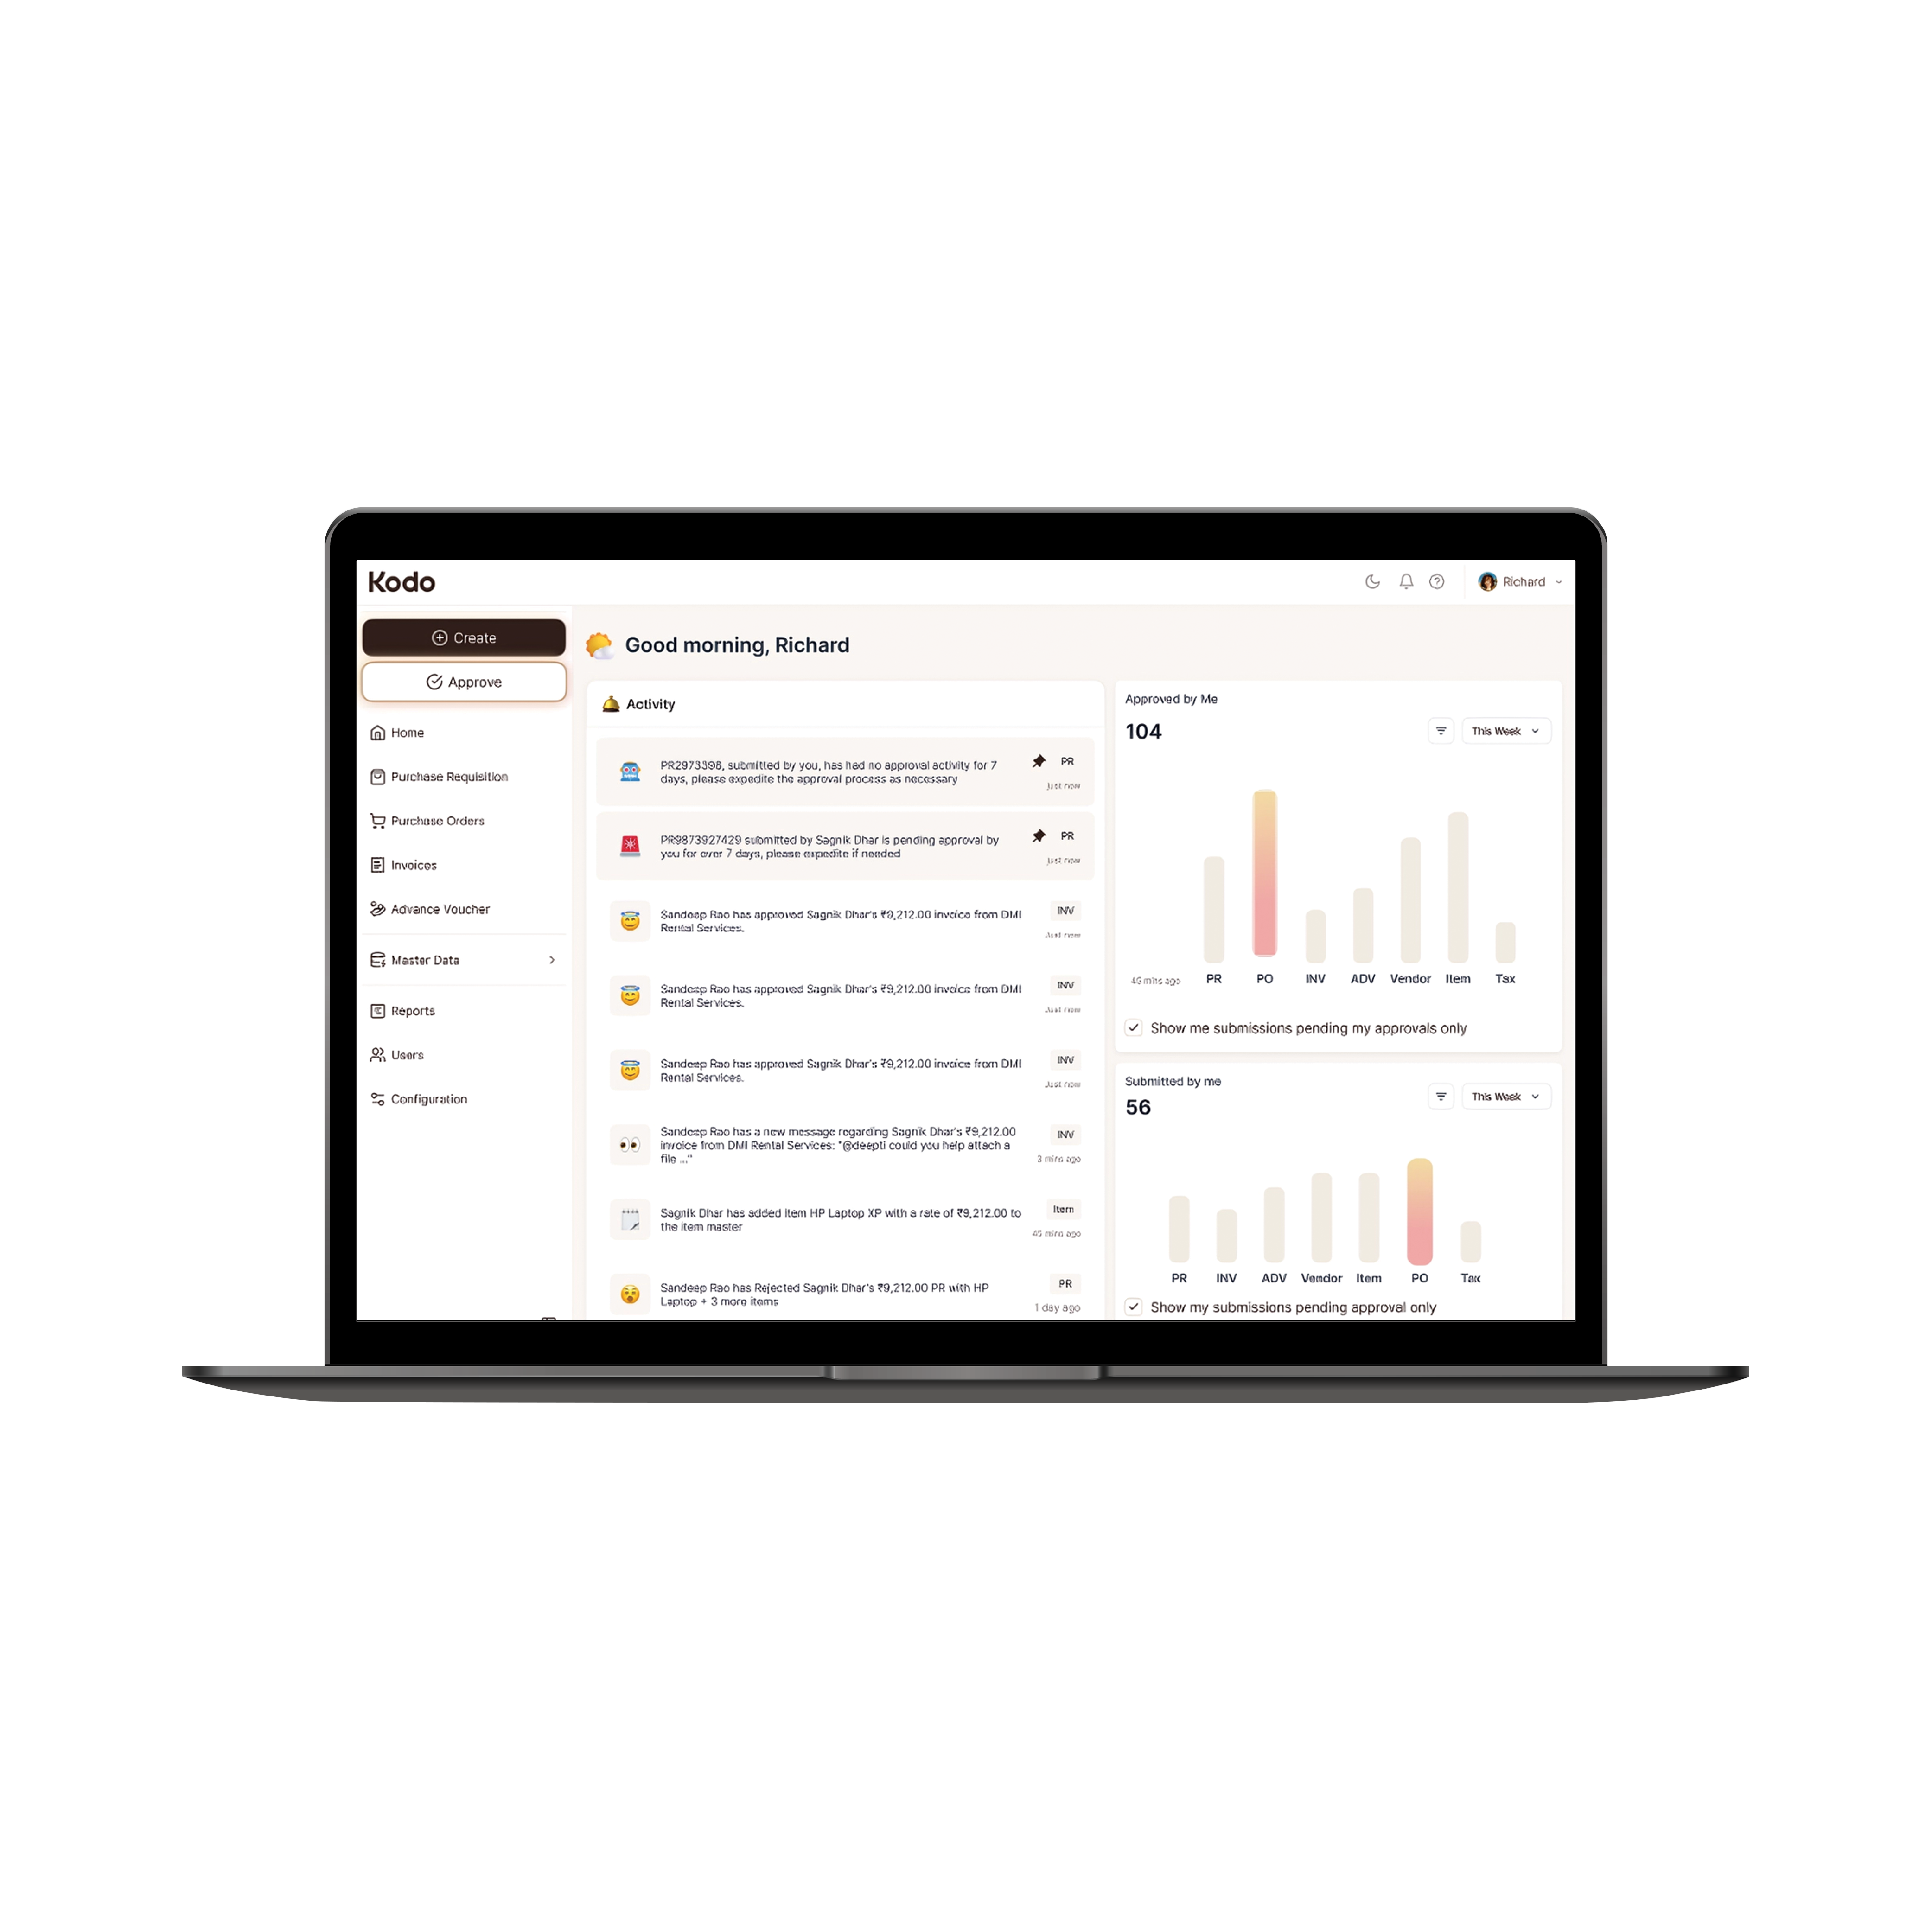 Kodo
Richard
Create
Approve
Home
Purchase Requisition
Purchase Orders
Invoices
Advance Voucher
Master Data
Reports
Users
Configuration
Good morning, Richard
Activity
PR2973398, submitted by you, has had no approval activity for 7
days, please expedite the approval process as necessary
PR
Just now
PR9873927429 submitted by Sagnik Dhar is pending approval by
you for over 7 days, please expedite if needed
PR
Just now
Sandeep Rao has approved Sagnik Dhar's ₹9,212.00 invoice from DMI
Rental Services.
INV
Just now
Sandeep Rao has approved Sagnik Dhar's ₹9,212.00 invoice from DMI
Rental Services.
INV
Just now
Sandeep Rao has approved Sagnik Dhar's ₹9,212.00 invoice from DMI
Rental Services.
INV
Just now
Sandeep Rao has a new message regarding Sagnik Dhar's ₹9,212.00
invoice from DMI Rental Services: "@deepti could you help attach a
file ..."
INV
3 mins ago
Sagnik Dhar has added item HP Laptop XP with a rate of ₹9,212.00 to
the item master
Item
45 mins ago
Sandeep Rao has Rejected Sagnik Dhar's ₹9,212.00 PR with HP
Laptop + 3 more items
PR
1 day ago
Approved by Me
104
This Week
45 mins ago
PR PO INV ADV Vendor Item Tax
Show me submissions pending my approvals only
Submitted by me
56
This Week
PR INV ADV Vendor Item PO Tax
Show my submissions pending approval only